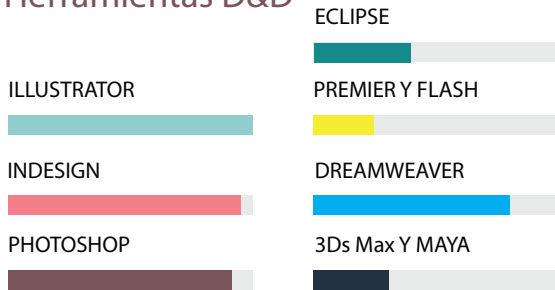 Herramientas D&D
ILLUSTRATOR
INDESIGN
PHOTOSHOP
ECLIPSE
PREMIER Y FLASH
DREAMWEAVER
3Ds Max Y MAYA